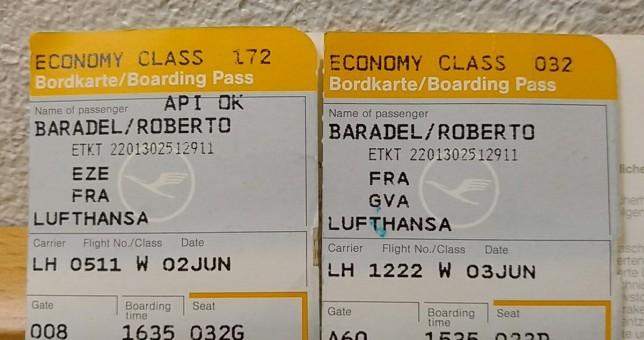 ECONOMY CLASS 172
Bordkarte/Boarding Pass
Name of passenger API OK
BARADEL/ROBERTO
ETKT 2201302512911
EZE
FRA
LUFTHANSA
Carrier Flight No./Class Date
LH 0511 W 02JUN
Gate Boarding time Seat
008 1635 032G
ECONOMY CLASS 032
Bordkarte/Boarding Pass
Name of passenger
BARADEL/ROBERTO
ETKT 2201302512911
FRA
GVA
LUFTHANSA
Carrier Flight No./Class Date
LH 1222 W 03JUN
Gate Boarding time Seat
A60 1535